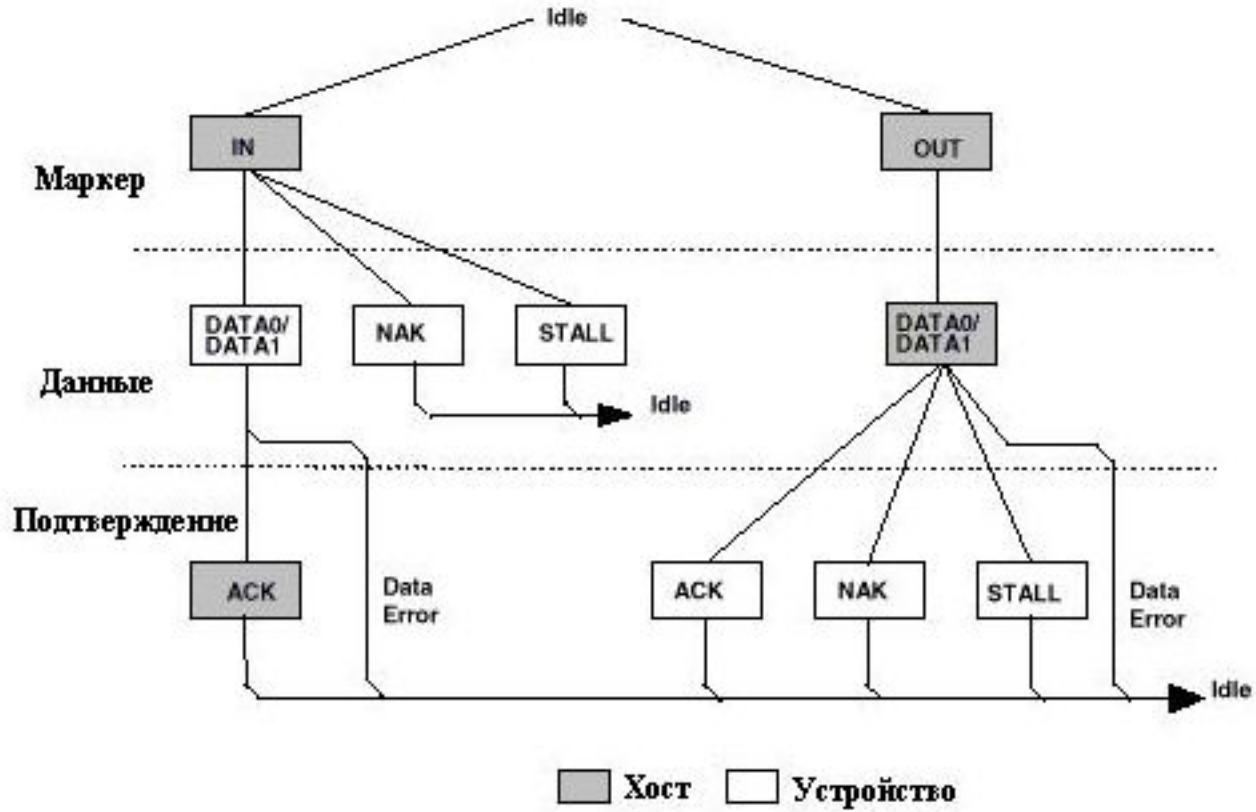 Idle
IN
OUT
Маркер
DATA0/
DATA1
NAK
STALL
DATA0/
DATA1
Данные
Idle
Подтверждение
ACK
Data
Error
ACK
NAK
STALL
Data
Error
Idle
Хост
Устройство